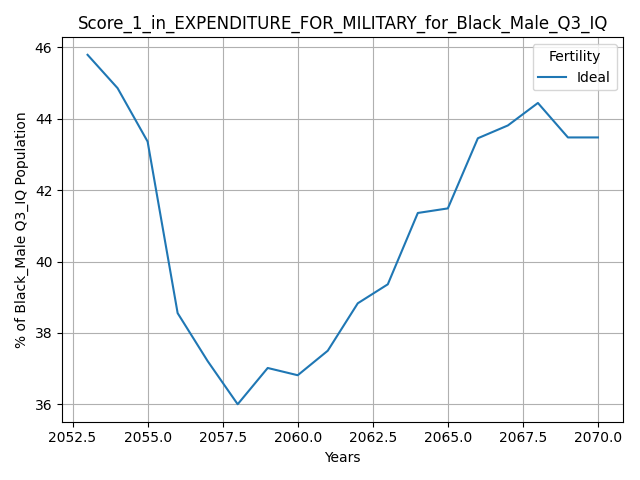 Score_1_in_EXPENDITURE_FOR_MILITARY_for_Black_Male_Q3_IQ
Fertility
Ideal
46
44
42
40
38
36
% of Black_Male Q3_IQ Population
2052.5 2055.0 2057.5 2060.0 2062.5 2065.0 2067.5 2070.0
Years